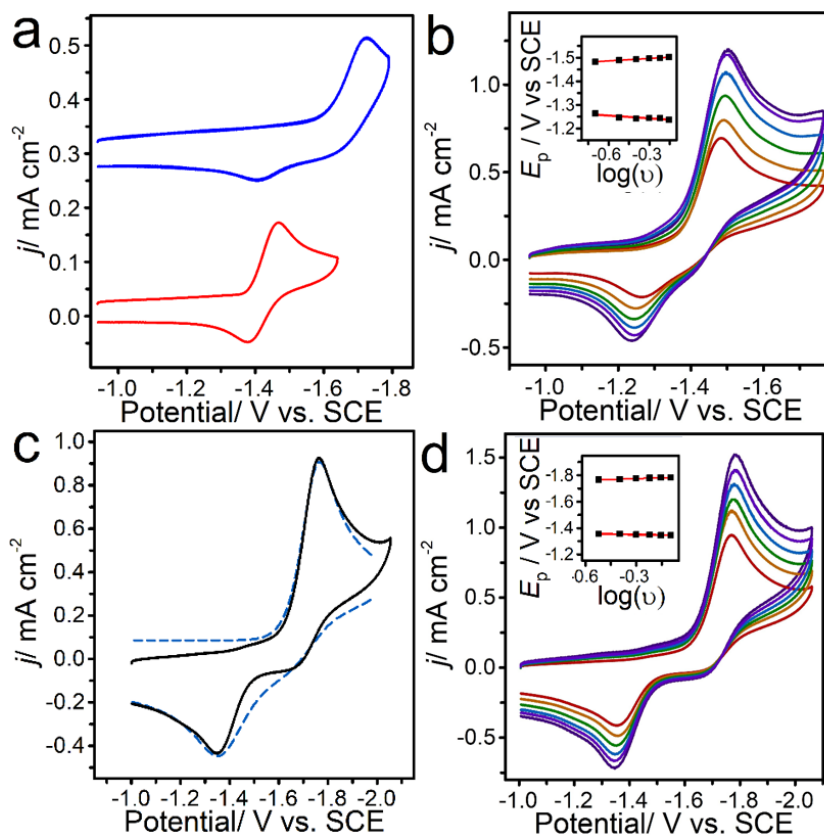 a
0.5
0.4
0.3
0.2
0.1
0.0
j/ mA cm-2
-1.0 -1.2 -1.4 -1.6 -1.8
Potential/ V vs. SCE
b
1.0
0.5
0.0
-0.5
j/ mA cm-2
-1.0 -1.2 -1.4 -1.6
Potential/ V vs. SCE
Ep / V vs SCE
-1.5
-1.4
-1.3
-1.2
-0.6 -0.3
log(υ)
c
1.0
0.8
0.6
0.4
0.2
0.0
-0.2
-0.4
j/ mA cm-2
-1.0 -1.2 -1.4 -1.6 -1.8 -2.0
Potential/ V vs. SCE
d
1.5
1.0
0.5
0.0
-0.5
j/ mA cm-2
-1.0 -1.2 -1.4 -1.6 -1.8 -2.0
Potential/ V vs. SCE
Ep / V vs SCE
-1.8
-1.6
-1.4
-1.2
-0.6 -0.3
log(υ)